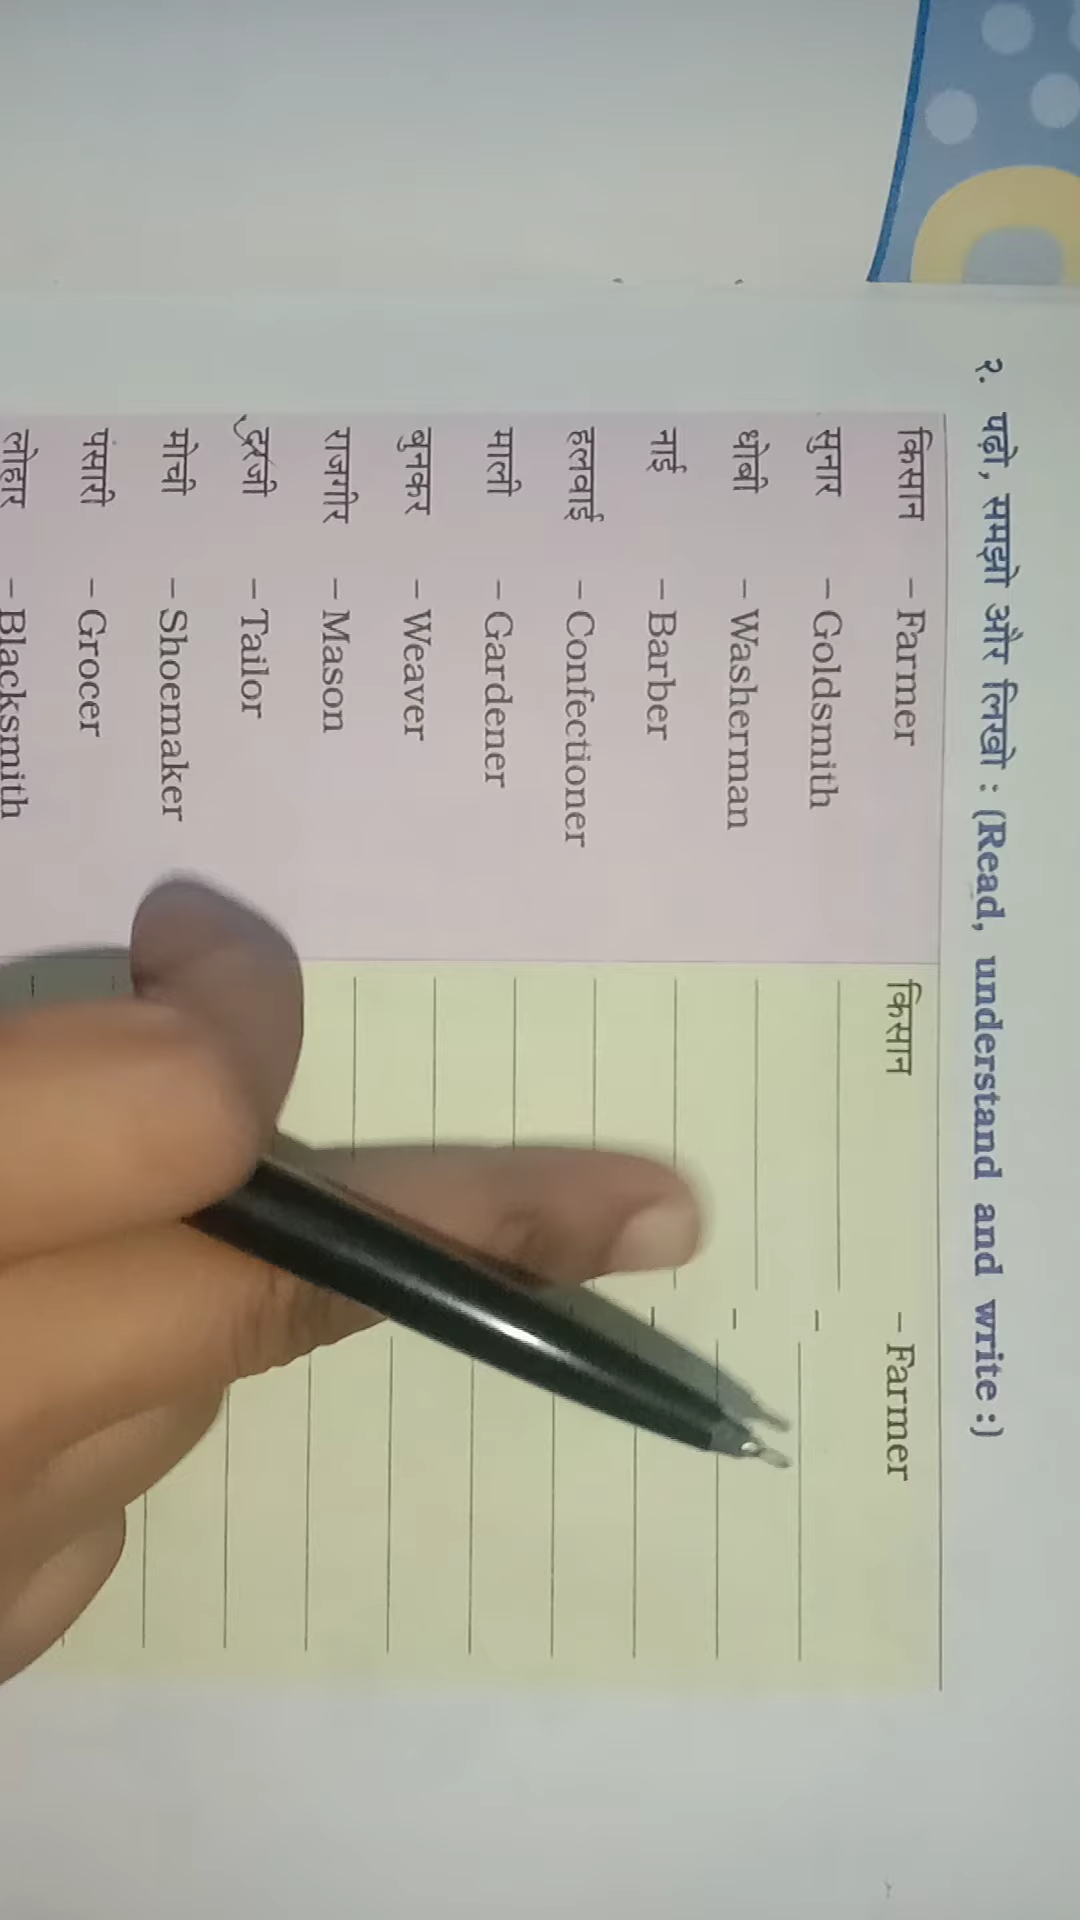 २. पढ़ो, समझो और लिखो : (Read, understand and write :)
किसान – Farmer किसान – Farmer
सुनार – Goldsmith –
धोबी – Washerman –
नाई – Barber –
हलवाई – Confectioner
माली – Gardener
बुनकर – Weaver
राजगीर – Mason
दरजी – Tailor
मोची – Shoemaker
पंसारी – Grocer
लोहार – Blacksmith